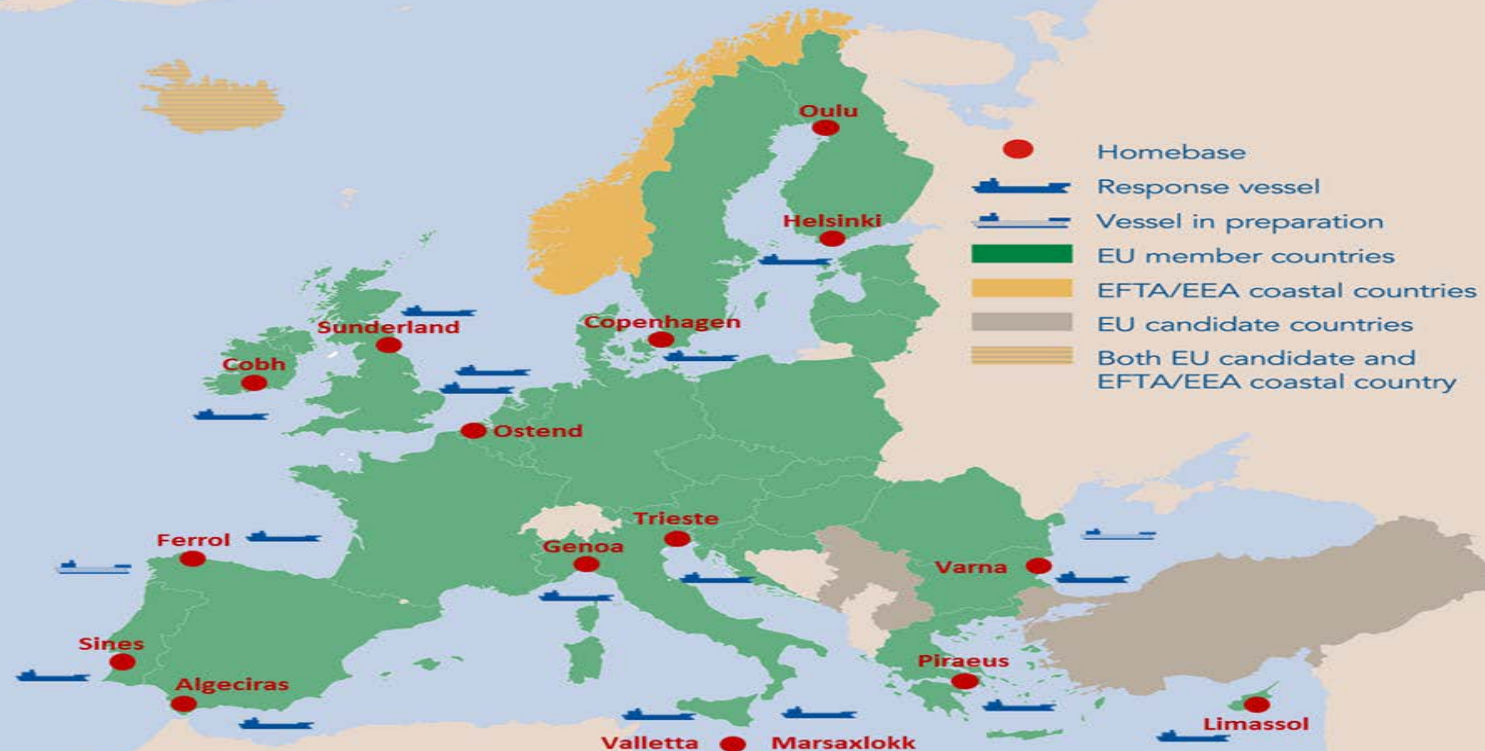 Oulu
Homebase
Response vessel
Helsinki
Vessel in preparation
EU member countries
EFTA/EEA coastal countries
Sunderland
Copenhagen
EU candidate countries
Cobh
Both EU candidate and
EFTA/EEA coastal country
Ostend
Ferrol
Trieste
Genoa
Varna
Sines
Algeciras
Piraeus
Limassol
Valletta
Marsaxlokk